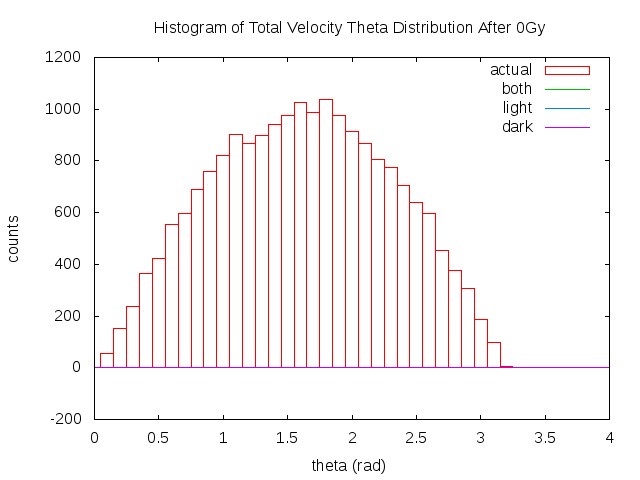 Histogram of Total Velocity Theta Distribution After 0Gy
1200
1000
800
600
400
200
0
-200
counts
actual
both
light
dark
0 0.5 1 1.5 2 2.5 3 3.5 4
theta (rad)